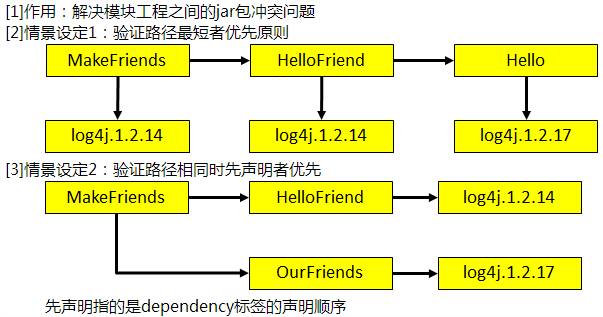 [1]作用：解决模块工程之间的jar包冲突问题
[2]情景设定1：验证路径最短者优先原则
MakeFriends HelloFriend Hello
log4j.1.2.14 log4j.1.2.14 log4j.1.2.17
[3]情景设定2：验证路径相同时先声明者优先
MakeFriends HelloFriend log4j.1.2.14
OurFriends log4j.1.2.17
先声明指的是dependency标签的声明顺序